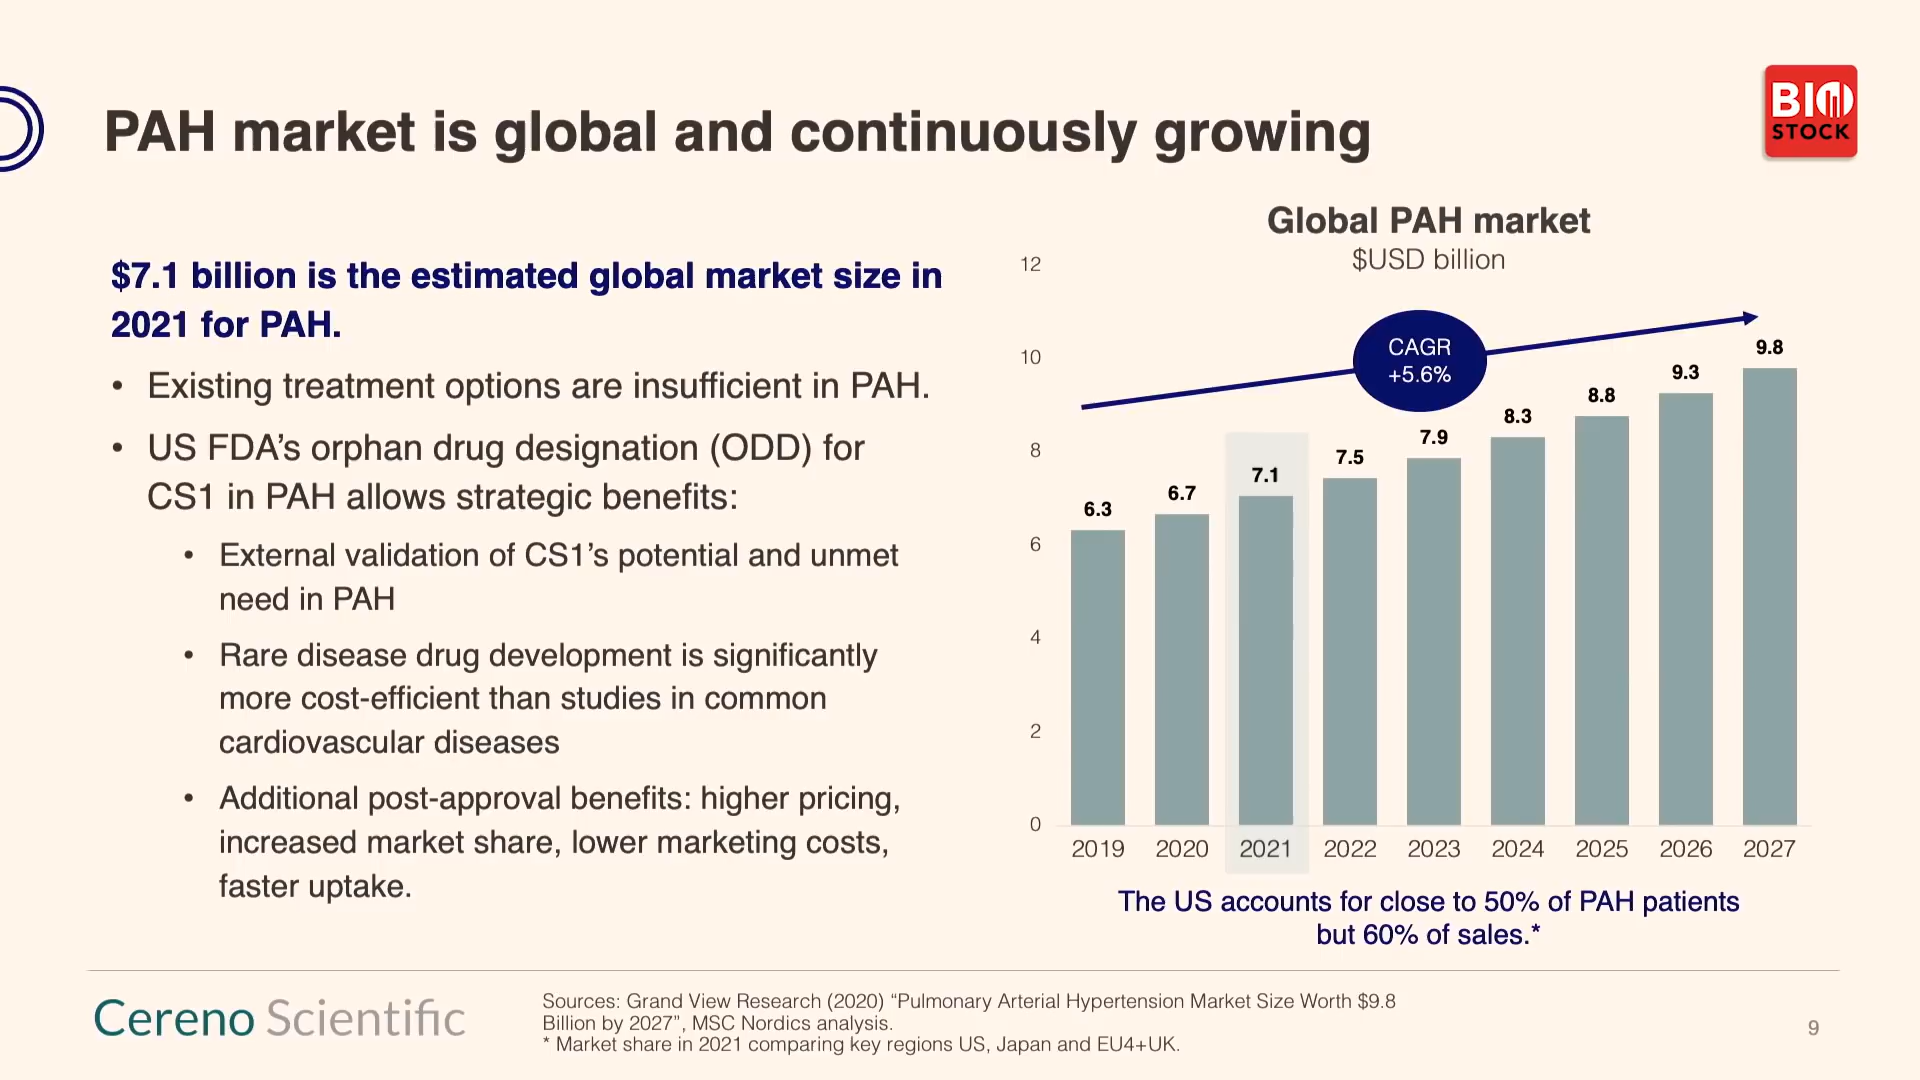 PAH market is global and continuously growing
BIO
STOCK
$7.1 billion is the estimated global market size in
2021 for PAH.
• Existing treatment options are insufficient in PAH.
• US FDA’s orphan drug designation (ODD) for
CS1 in PAH allows strategic benefits:
• External validation of CS1’s potential and unmet
need in PAH
• Rare disease drug development is significantly
more cost-efficient than studies in common
cardiovascular diseases
• Additional post-approval benefits: higher pricing,
increased market share, lower marketing costs,
faster uptake.
Global PAH market
$USD billion
12
10
8
6
4
2
0
CAGR
+5.6%
6.3
6.7
7.1
7.5
7.9
8.3
8.8
9.3
9.8
2019 2020 2021 2022 2023 2024 2025 2026 2027
The US accounts for close to 50% of PAH patients
but 60% of sales.*
Cereno Scientific
Sources: Grand View Research (2020) “Pulmonary Arterial Hypertension Market Size Worth $9.8
Billion by 2027”, MSC Nordics analysis.
* Market share in 2021 comparing key regions US, Japan and EU4+UK.
9